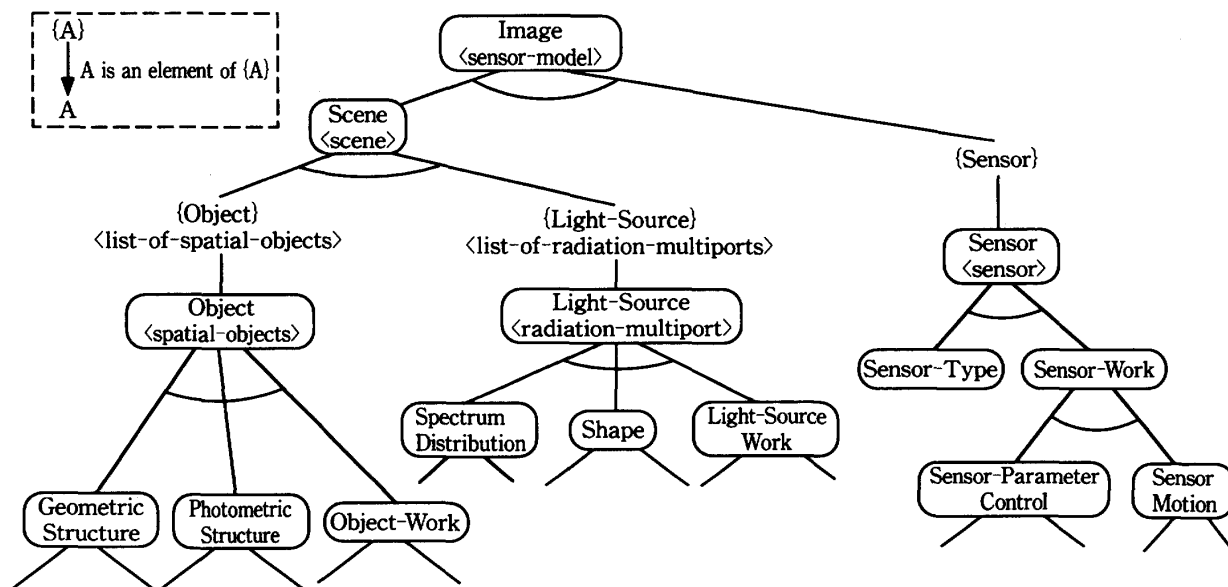 {A}
A is an element of {A}
A
Image
<sensor-model>
Scene
<scene>
{Sensor}
{Object}
<list-of-spatial-objects>
{Light-Source}
<list-of-radiation-multiports>
Sensor
<sensor>
Object
<spatial-objects>
Light-Source
<radiation-multiport>
Sensor-Type
Sensor-Work
Spectrum
Distribution
Shape
Light-Source
Work
Geometric
Structure
Photometric
Structure
Object-Work
Sensor-Parameter
Control
Sensor
Motion